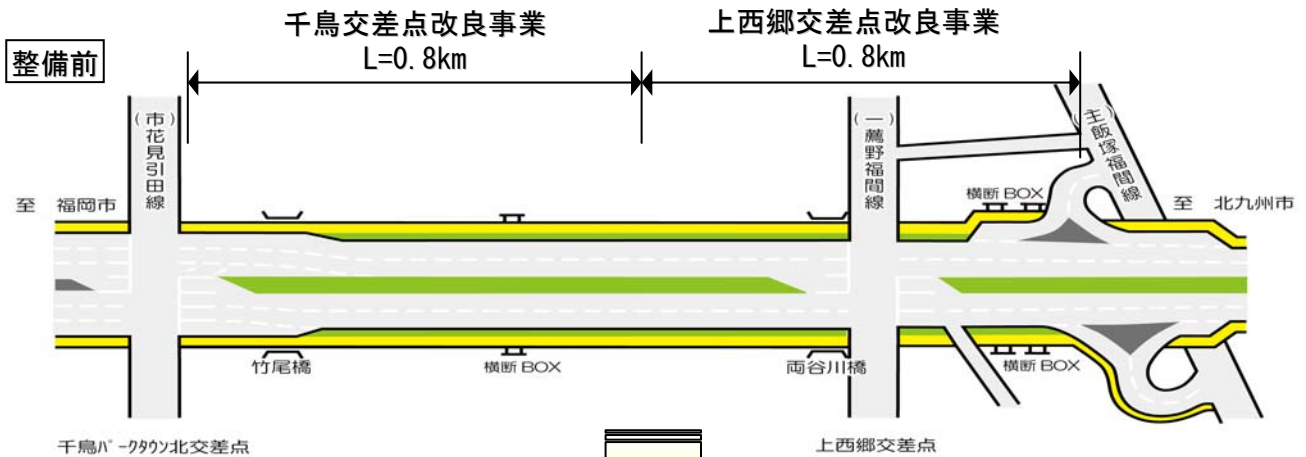 千鳥交差点改良事業
L=0.8km
上西郷交差点改良事業
L=0.8km
整備前
(市)花見引田線
(一)薦野福間線
(主)飯塚福間線
至 福岡市
横断BOX
至 北九州市
竹尾橋
横断BOX
両谷川橋
横断BOX
千鳥ﾊﾟｰｸﾀｳﾝ北交差点
上西郷交差点